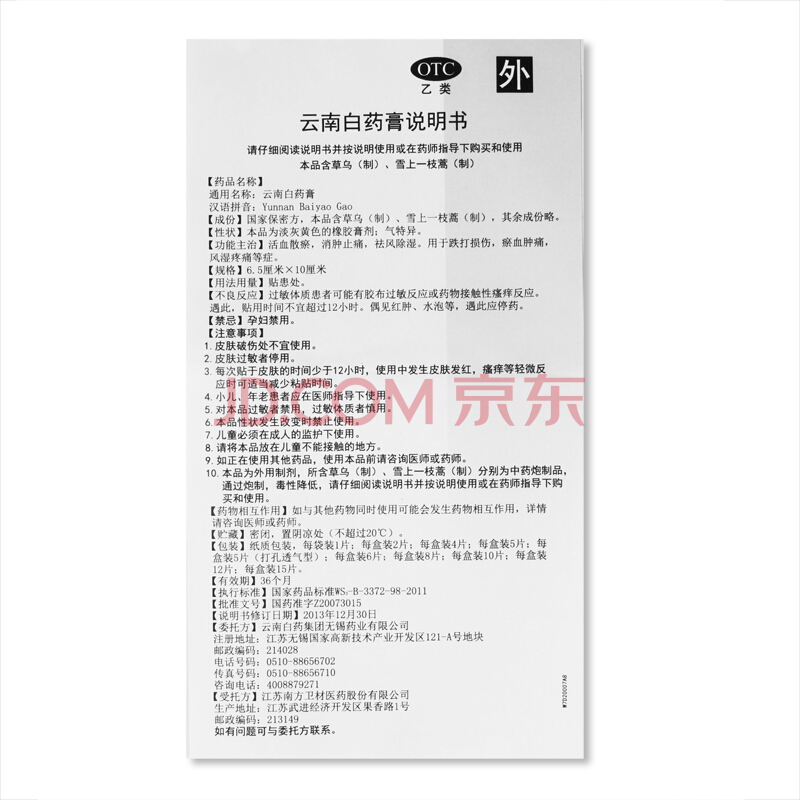 OTC
乙类
外
云南白药膏说明书
请仔细阅读说明书并按说明使用或在药师指导下购买和使用
本品含草乌（制）、雪上一枝蒿（制）
【药品名称】
通用名称：云南白药膏
汉语拼音：Yunnan Baiyao Gao
【成份】国家保密方，本品含草乌（制）、雪上一枝蒿（制），其余成份略。
【性状】本品为淡灰黄色的橡胶膏剂；气特异。
【功能主治】活血散瘀，消肿止痛，祛风除湿。用于跌打损伤，瘀血肿痛，
风湿疼痛等症。
【规格】6.5厘米×10厘米
【用法用量】贴患处。
【不良反应】过敏体质患者可能有胶布过敏反应或药物接触性瘙痒反应。
遇此，贴用时间不宜超过12小时。偶见红肿、水泡等，遇此应停药。
【禁忌】孕妇禁用。
【注意事项】
1. 皮肤破伤处不宜使用。
2. 皮肤过敏者停用。
3. 每次贴于皮肤的时间少于12小时，使用中发生皮肤发红，瘙痒等轻微反
应时可适当减少粘贴时间。
4. 小儿、年老患者应在医师指导下使用。
5. 对本品过敏者禁用，过敏体质者慎用。
6. 本品性状发生改变时禁止使用。
7. 儿童必须在成人的监护下使用。
8. 请将本品放在儿童不能接触的地方。
9. 如正在使用其他药品，使用本品前请咨询医师或药师。
10. 本品为外用制剂，所含草乌（制）、雪上一枝蒿（制）分别为中药炮制品，
通过炮制，毒性降低，请仔细阅读说明书并按说明使用或在药师指导下购
买和使用。
【药物相互作用】如与其他药物同时使用可能会发生药物相互作用，详情
请咨询医师或药师。
【贮藏】密闭，置阴凉处（不超过20℃）。
【包装】纸质包装，每袋装1片；每盒装2片；每盒装4片；每盒装5片；每
盒装5片（打孔透气型）；每盒装6片；每盒装8片；每盒装10片；每盒装
12片；每盒装15片。
【有效期】36个月
【执行标准】国家药品标准WS₃-B-3372-98-2011
【批准文号】国药准字Z20073015
【说明书修订日期】2013年12月30日
【委托方】云南白药集团无锡药业有限公司
注册地址：江苏无锡国家高新技术产业开发区121-A号地块
邮政编码：214028
电话号码：0510-88656702
传真号码：0510-88656710
咨询电话：4008879271
【受托方】江苏南方卫材医药股份有限公司
生产地址：江苏武进经济开发区果香路1号
邮政编码：213149
如有问题可与委托方联系。
W7020007A8
JD.COM 京东